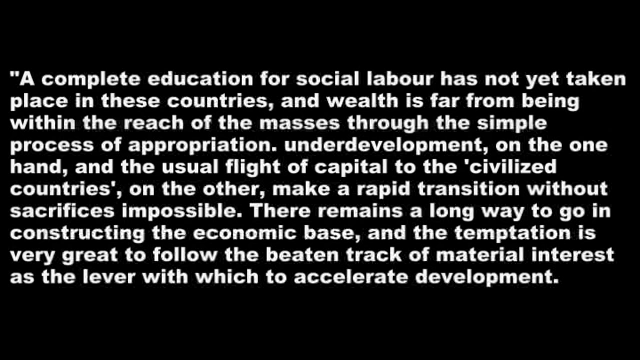 "A complete education for social labour has not yet taken
place in these countries, and wealth is far from being
within the reach of the masses through the simple
process of appropriation. underdevelopment, on the one
hand, and the usual flight of capital to the 'civilized
countries', on the other, make a rapid transition without
sacrifices impossible. There remains a long way to go in
constructing the economic base, and the temptation is
very great to follow the beaten track of material interest
as the lever with which to accelerate development.